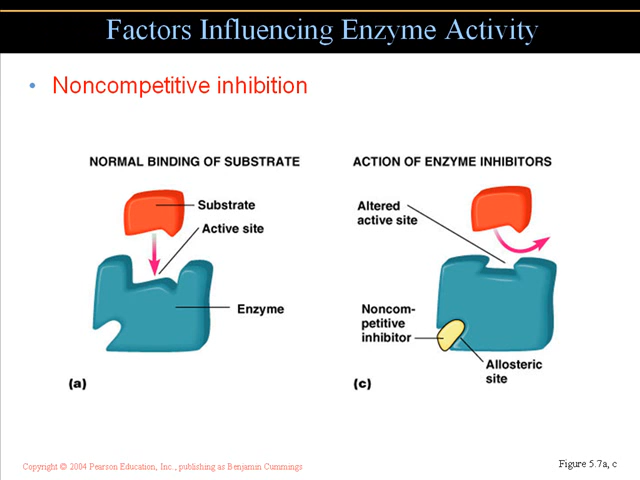 Factors Influencing Enzyme Activity
• Noncompetitive inhibition
NORMAL BINDING OF SUBSTRATE
Substrate
Active site
Enzyme
(a)
ACTION OF ENZYME INHIBITORS
Altered
active site
Noncom-
petitive
inhibitor
Allosteric
site
(c)
Copyright © 2004 Pearson Education, Inc., publishing as Benjamin Cummings
Figure 5.7a, c